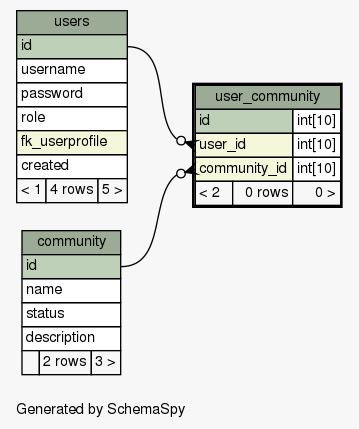 users
id
username
password
role
fk_userprofile
created
< 1 4 rows 5 >
user_community
id int[10]
user_id int[10]
community_id int[10]
< 2 0 rows 0 >
community
id
name
status
description
2 rows 3 >
Generated by SchemaSpy